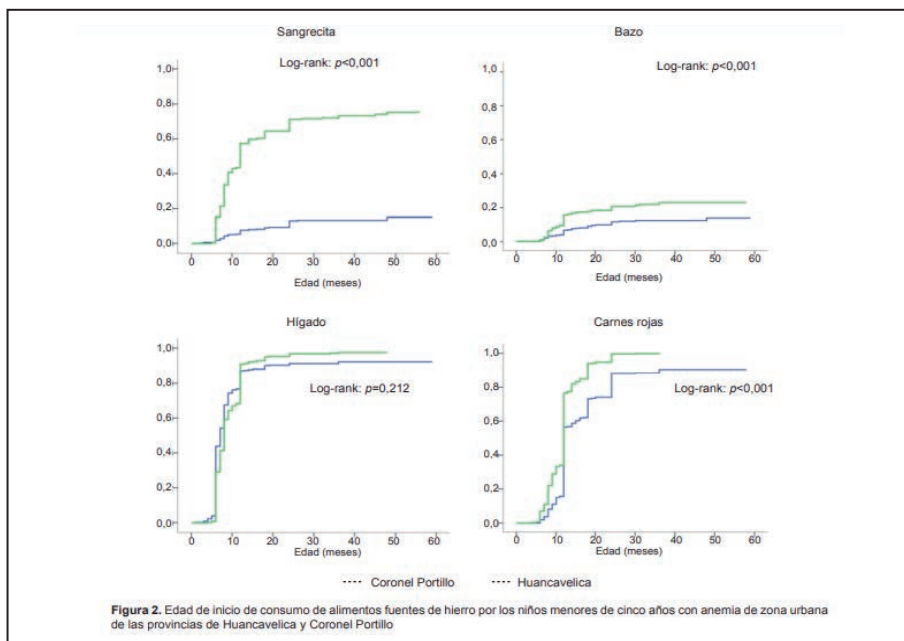 Sangrecita
Log-rank: p<0,001
1,0
0,8
0,6
0,4
0,2
0,0
0 10 20 30 40 50 60
Edad (meses)
Bazo
Log-rank: p<0,001
1,0
0,8
0,6
0,4
0,2
0,0
0 10 20 30 40 50 60
Edad (meses)
Hígado
1,0
0,8
0,6
0,4
0,2
0,0
Log-rank: p=0,212
0 10 20 30 40 50 60
Edad (meses)
Carnes rojas
1,0
0,8
0,6
0,4
0,2
0,0
Log-rank: p<0,001
0 10 20 30 40 50 60
Edad (meses)
Coronel Portillo Huancavelica
Figura 2. Edad de inicio de consumo de alimentos fuentes de hierro por los niños menores de cinco años con anemia de zona urbana
de las provincias de Huancavelica y Coronel Portillo